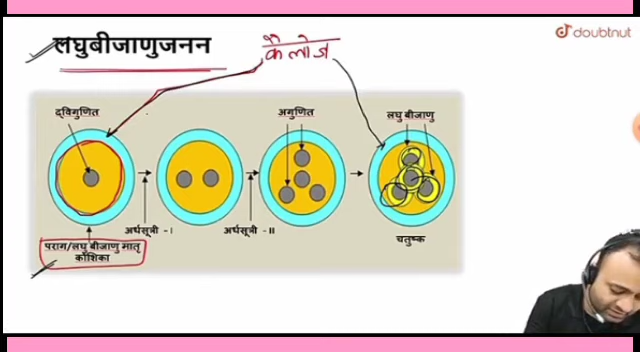 doubtnut
लघुबीजाणुजनन
कैलोज
द्विगुणित
अगुणित
लघु बीजाणु
अर्धसूत्री -I
अर्धसूत्री -II
चतुष्क
पराग/लघु बीजाणु मातृ
कोशिका